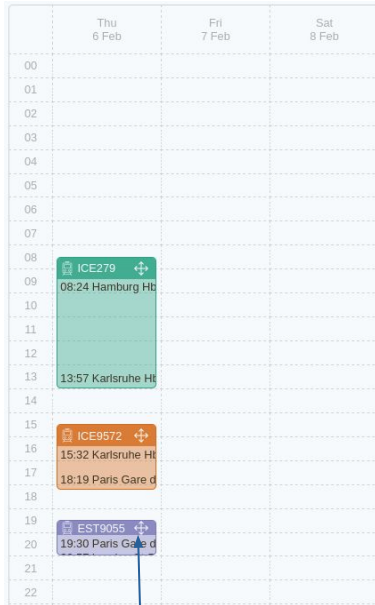 Thu Fri Sat
6 Feb 7 Feb 8 Feb
00
01
02
03
04
05
06
07
08
ICE279
09
08:24 Hamburg Hb
10
11
12
13
13:57 Karlsruhe Hb
14
15
ICE9572
16
15:32 Karlsruhe Hb
17
18:19 Paris Gare d
18
19
EST9055
20
19:30 Paris Gare d
21
22